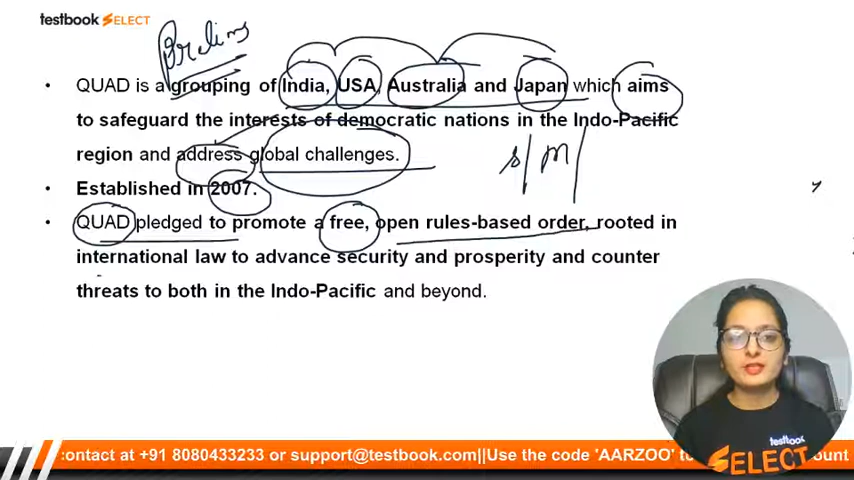 testbook SELECT
Prelims
• QUAD is a grouping of India, USA, Australia and Japan which aims
to safeguard the interests of democratic nations in the Indo-Pacific
region and address global challenges.
s/m/
• Established in 2007.
• QUAD pledged to promote a free, open rules-based order, rooted in
international law to advance security and prosperity and counter
threats to both in the Indo-Pacific and beyond.
testbook
SELECT
contact at +91 8080433233 or support@testbook.com||Use the code 'AARZOO' to
ount